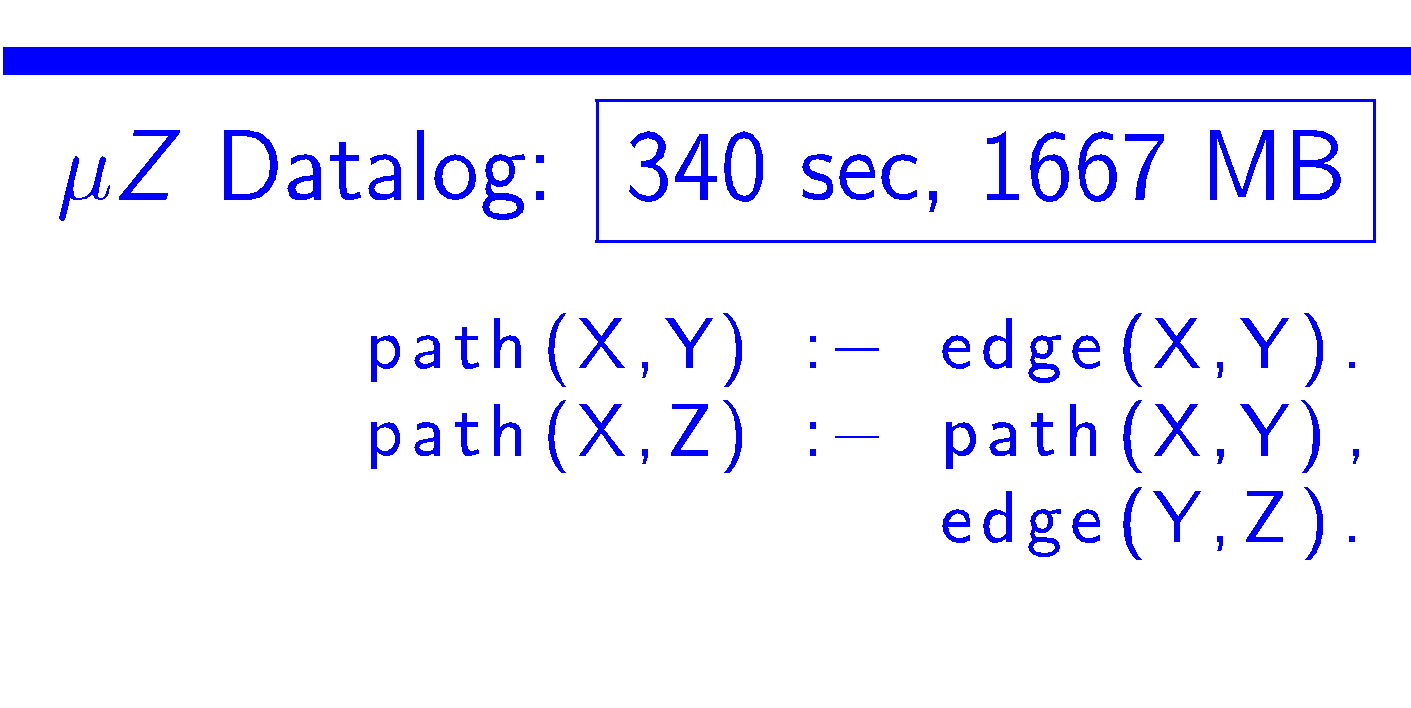 μZ Datalog: 340 sec, 1667 MB
path(X,Y) :− edge(X,Y).
path(X,Z) :− path(X,Y),
edge(Y,Z).